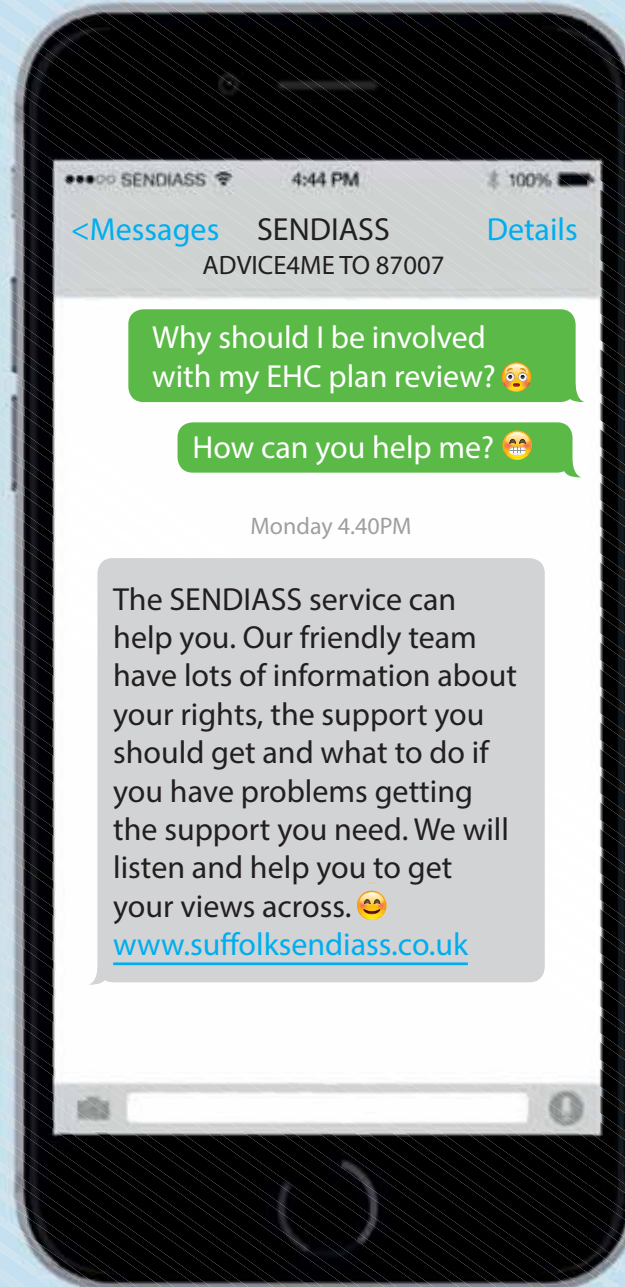 SENDIASS 4:44 PM 100%
<Messages SENDIASS Details
ADVICE4ME TO 87007
Why should I be involved
with my EHC plan review? 😳
How can you help me? 😁
Monday 4.40PM
The SENDIASS service can
help you. Our friendly team
have lots of information about
your rights, the support you
should get and what to do if
you have problems getting
the support you need. We will
listen and help you to get
your views across. 😊
www.suffolksendiass.co.uk